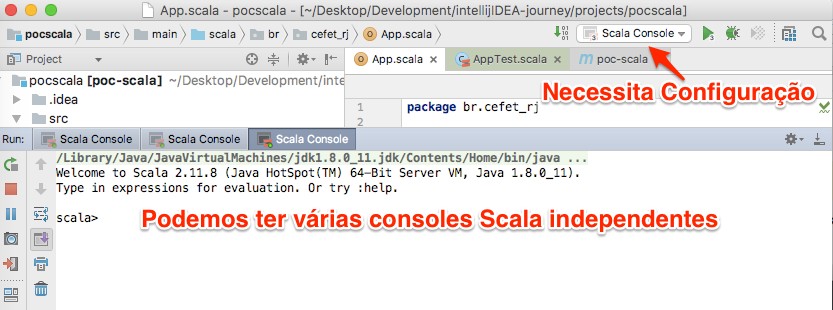 App.scala - pocscala - [~/Desktop/Development/intellijIDEA-journey/projects/pocscala]
pocscala src main scala br cefet_rj App.scala Scala Console
Project App.scala AppTest.scala poc-scala
Necessita Configuração
pocscala [poc-scala] ~/Desktop/Development/inte
.idea
src
1 package br.cefet_rj
2
Run: Scala Console Scala Console Scala Console
/Library/Java/JavaVirtualMachines/jdk1.8.0_11.jdk/Contents/Home/bin/java ...
Welcome to Scala 2.11.8 (Java HotSpot(TM) 64-Bit Server VM, Java 1.8.0_11).
Type in expressions for evaluation. Or try :help.
scala>
Podemos ter várias consoles Scala independentes